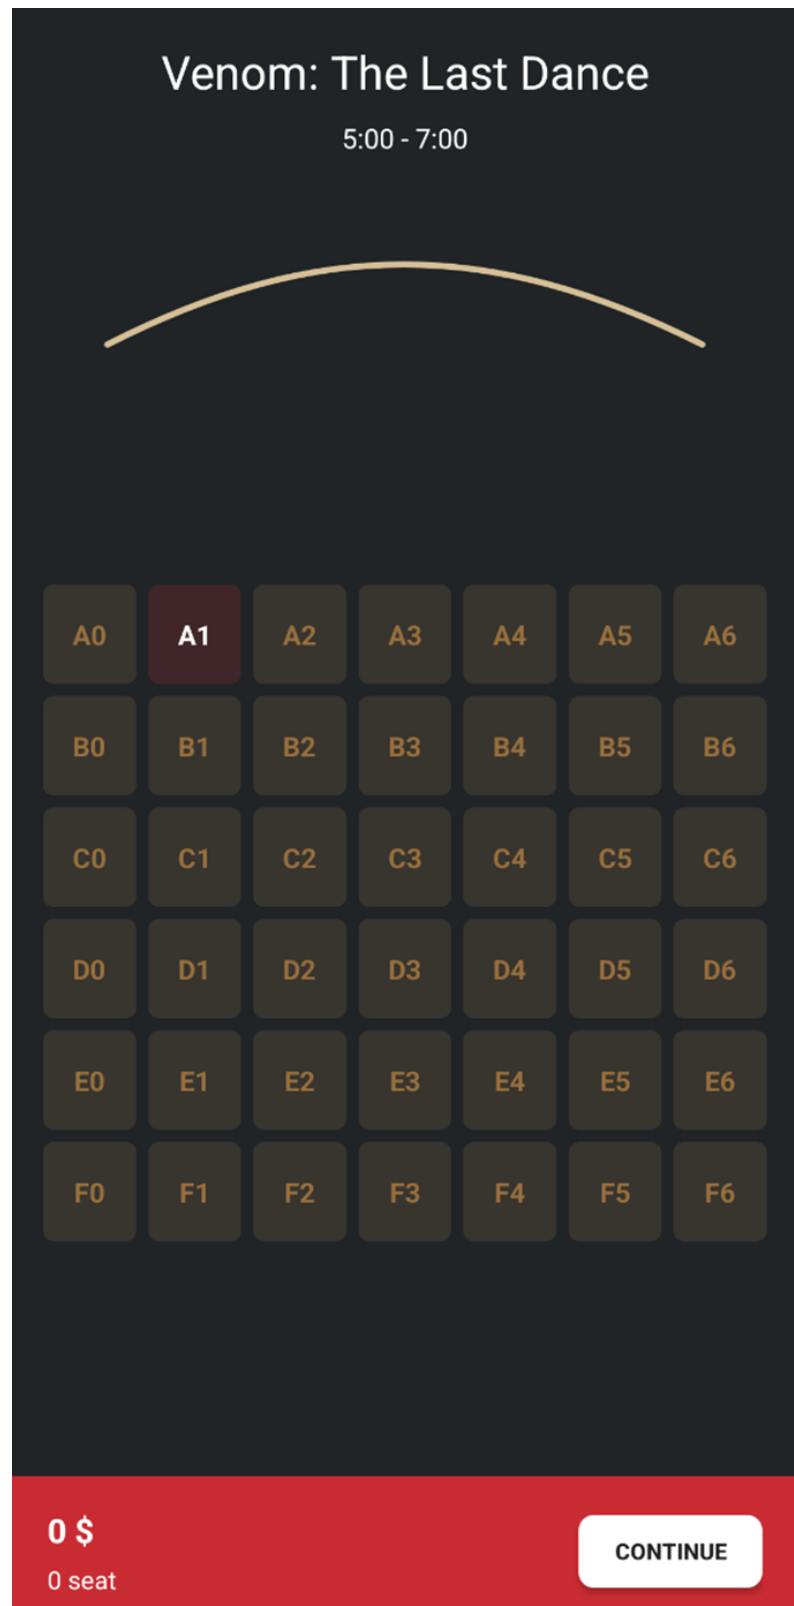 Venom: The Last Dance
5:00 - 7:00
A0 A1 A2 A3 A4 A5 A6
B0 B1 B2 B3 B4 B5 B6
C0 C1 C2 C3 C4 C5 C6
D0 D1 D2 D3 D4 D5 D6
E0 E1 E2 E3 E4 E5 E6
F0 F1 F2 F3 F4 F5 F6
0 $
0 seat
CONTINUE